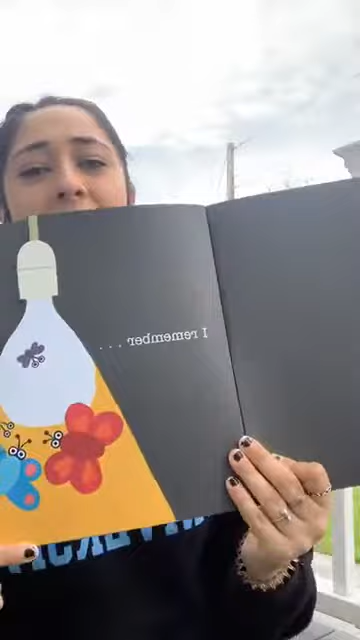 I remember . . .